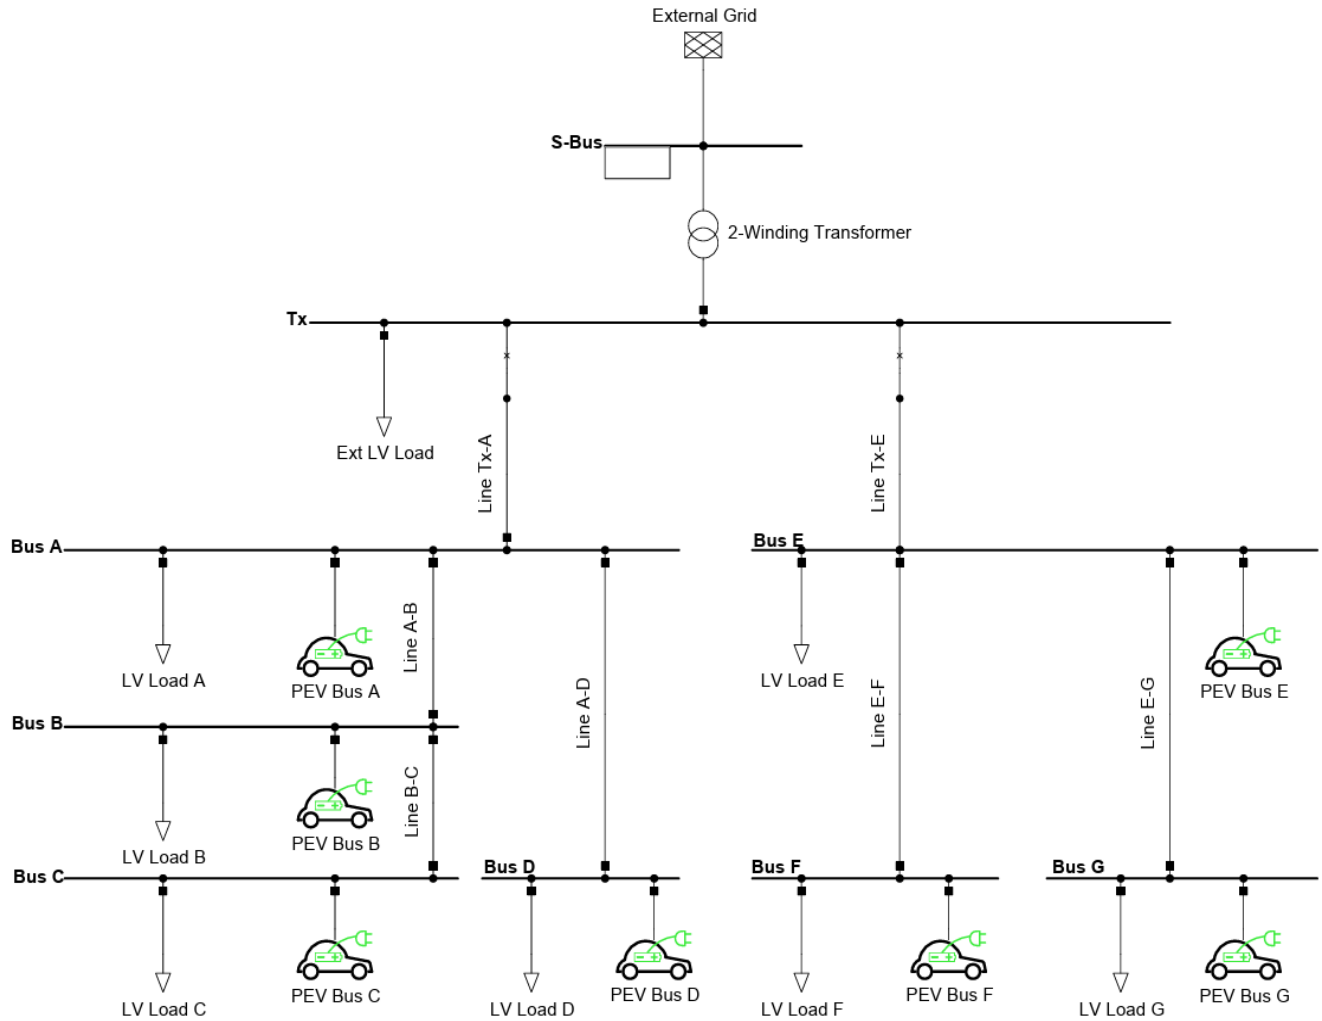 External Grid
S-Bus
2-Winding Transformer
Tx
Ext LV Load
Line Tx-A
Line Tx-E
Bus A
Bus E
LV Load A
PEV Bus A
Line A-B
Line A-D
LV Load E
Line E-F
Line E-G
PEV Bus E
Bus B
LV Load B
PEV Bus B
Line B-C
Bus C
Bus D
Bus F
Bus G
LV Load C
PEV Bus C
LV Load D
PEV Bus D
LV Load F
PEV Bus F
LV Load G
PEV Bus G